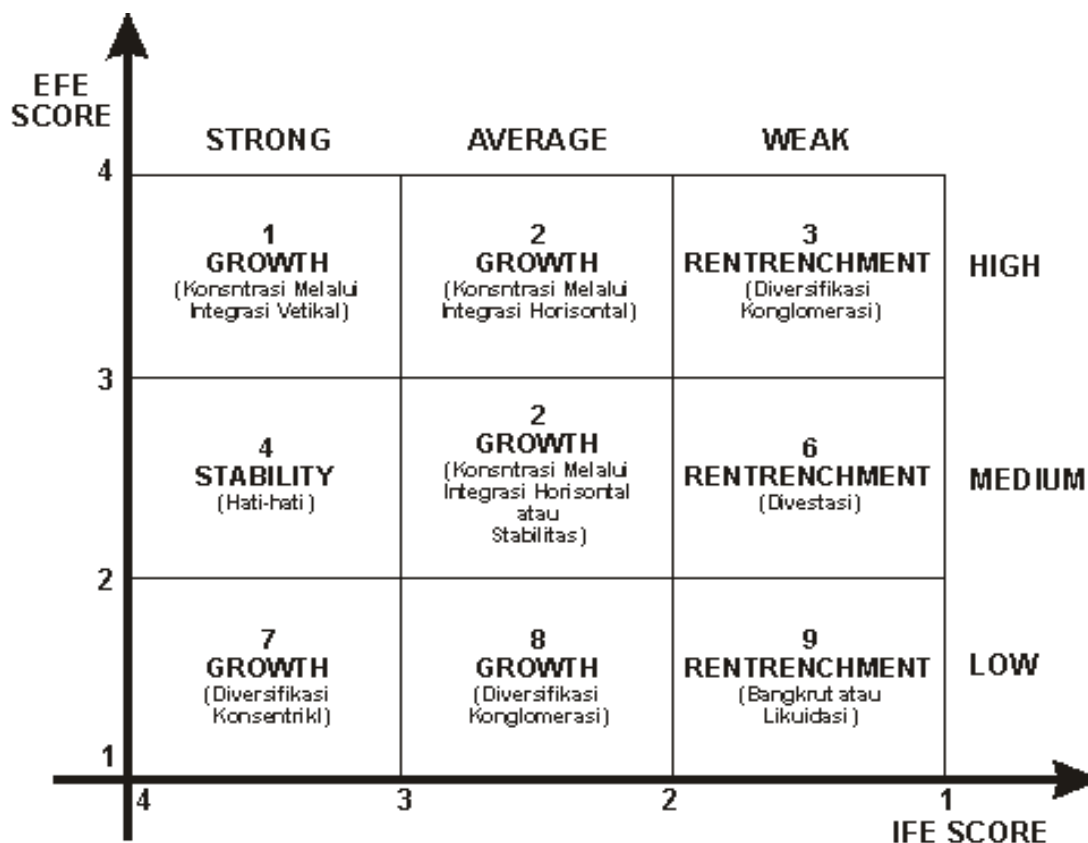 EFE
SCORE
STRONG
AVERAGE
WEAK
4
1
GROWTH
(Konsntrasi Melalui
Integrasi Vetikal)
2
GROWTH
(Konsntrasi Melalui
Integrasi Horisontal)
3
RENTRENCHMENT
(Diversifikasi
Konglomerasi)
HIGH
3
4
STABILITY
(Hati-hati)
2
GROWTH
(Konsntrasi Melalui
Integrasi Horisontal
atau
Stabilitas)
6
RENTRENCHMENT
(Divestasi)
MEDIUM
2
7
GROWTH
(Diversifikasi
Konsentrikl)
8
GROWTH
(Diversifikasi
Konglomerasi)
9
RENTRENCHMENT
(Bangkrut atau
Likuidasi)
LOW
1
4
3
2
1
IFE SCORE